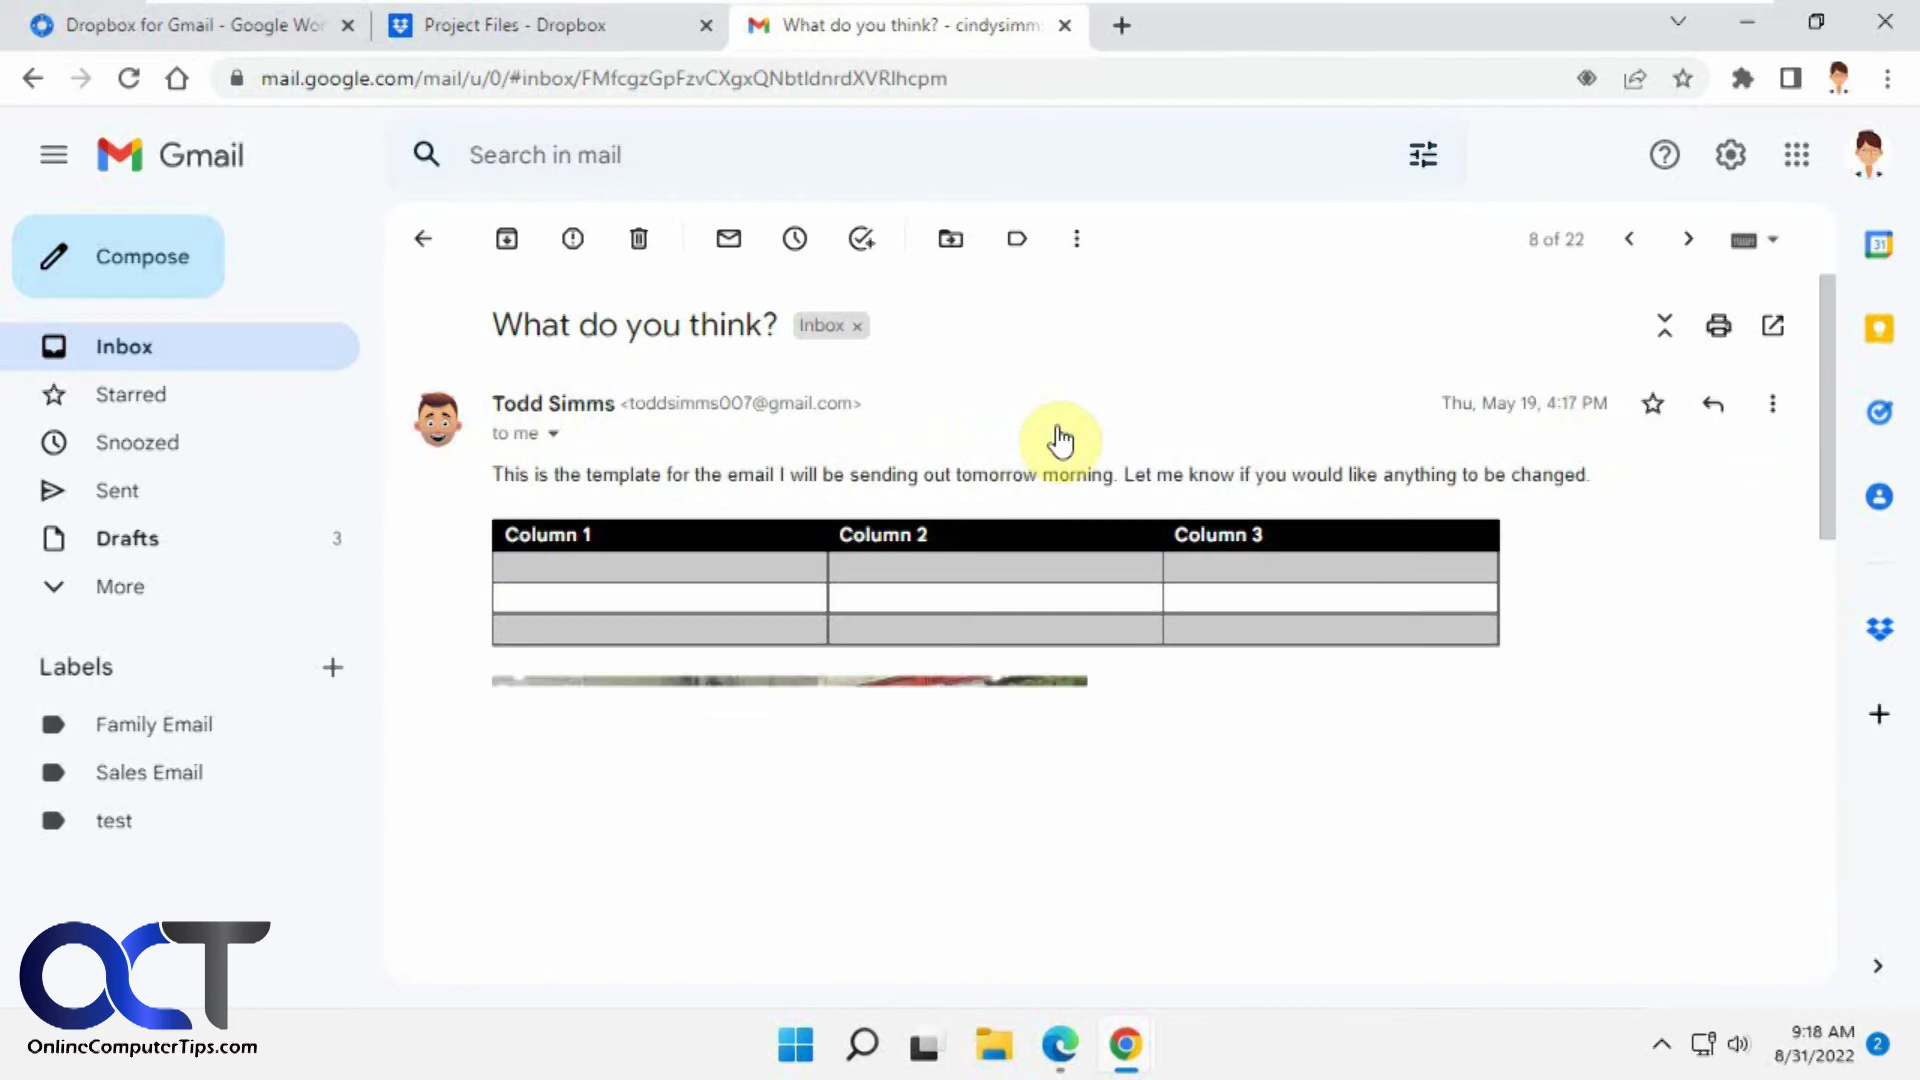 Dropbox for Gmail - Google Wor
Project Files - Dropbox
What do you think? - cindysimm
mail.google.com/mail/u/0/#inbox/FMfcgzGpFzvCXgxQNbtldnrdXVRlhcpm
Gmail
Search in mail
Compose
8 of 22
31
What do you think?
Inbox ×
Inbox
Starred
Todd Simms <toddsimms007@gmail.com>
Thu, May 19, 4:17 PM
to me
Snoozed
This is the template for the email I will be sending out tomorrow morning. Let me know if you would like anything to be changed.
Sent
Column 1 Column 2 Column 3
Drafts 3
More
Labels
Family Email
Sales Email
test
OCT
OnlineComputerTips.com
9:18 AM
8/31/2022
2